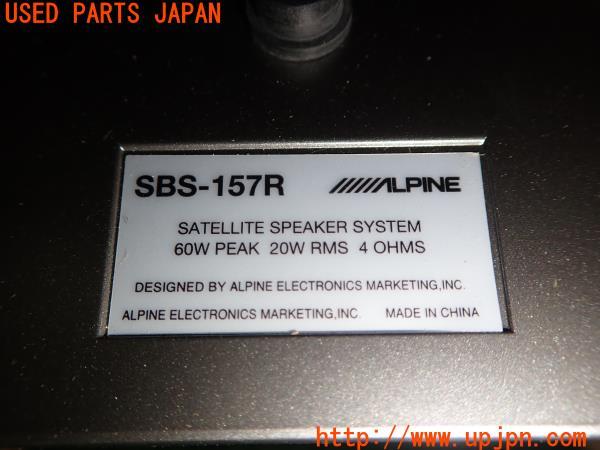 USED PARTS JAPAN
SBS-157R /////ALPINE
SATELLITE SPEAKER SYSTEM
60W PEAK 20W RMS 4 OHMS
DESIGNED BY ALPINE ELECTRONICS MARKETING,INC.
ALPINE ELECTRONICS MARKETING,INC. MADE IN CHINA
(U) http://www.upjpn.com/